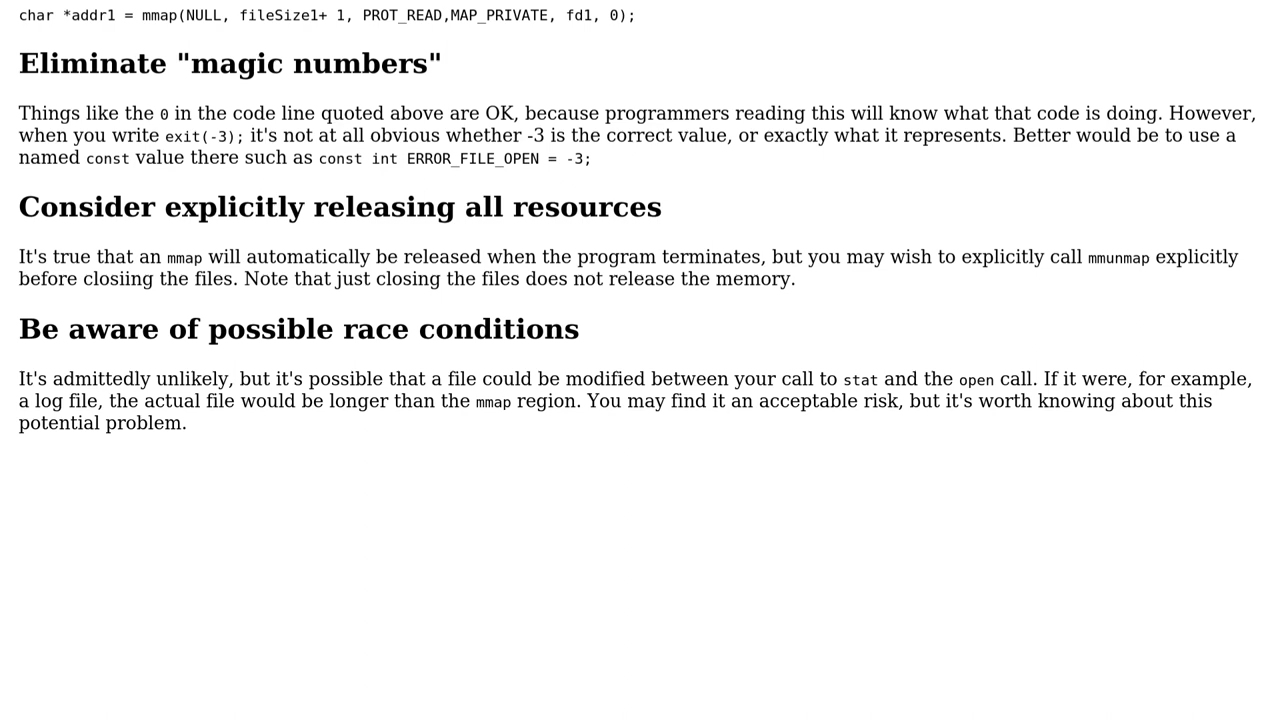 char *addr1 = mmap(NULL, fileSize1+ 1, PROT_READ,MAP_PRIVATE, fd1, 0);
Eliminate "magic numbers"
Things like the 0 in the code line quoted above are OK, because programmers reading this will know what that code is doing. However,
when you write exit(-3); it's not at all obvious whether -3 is the correct value, or exactly what it represents. Better would be to use a
named const value there such as const int ERROR_FILE_OPEN = -3;
Consider explicitly releasing all resources
It's true that an mmap will automatically be released when the program terminates, but you may wish to explicitly call mmunmap explicitly
before closiing the files. Note that just closing the files does not release the memory.
Be aware of possible race conditions
It's admittedly unlikely, but it's possible that a file could be modified between your call to stat and the open call. If it were, for example,
a log file, the actual file would be longer than the mmap region. You may find it an acceptable risk, but it's worth knowing about this
potential problem.